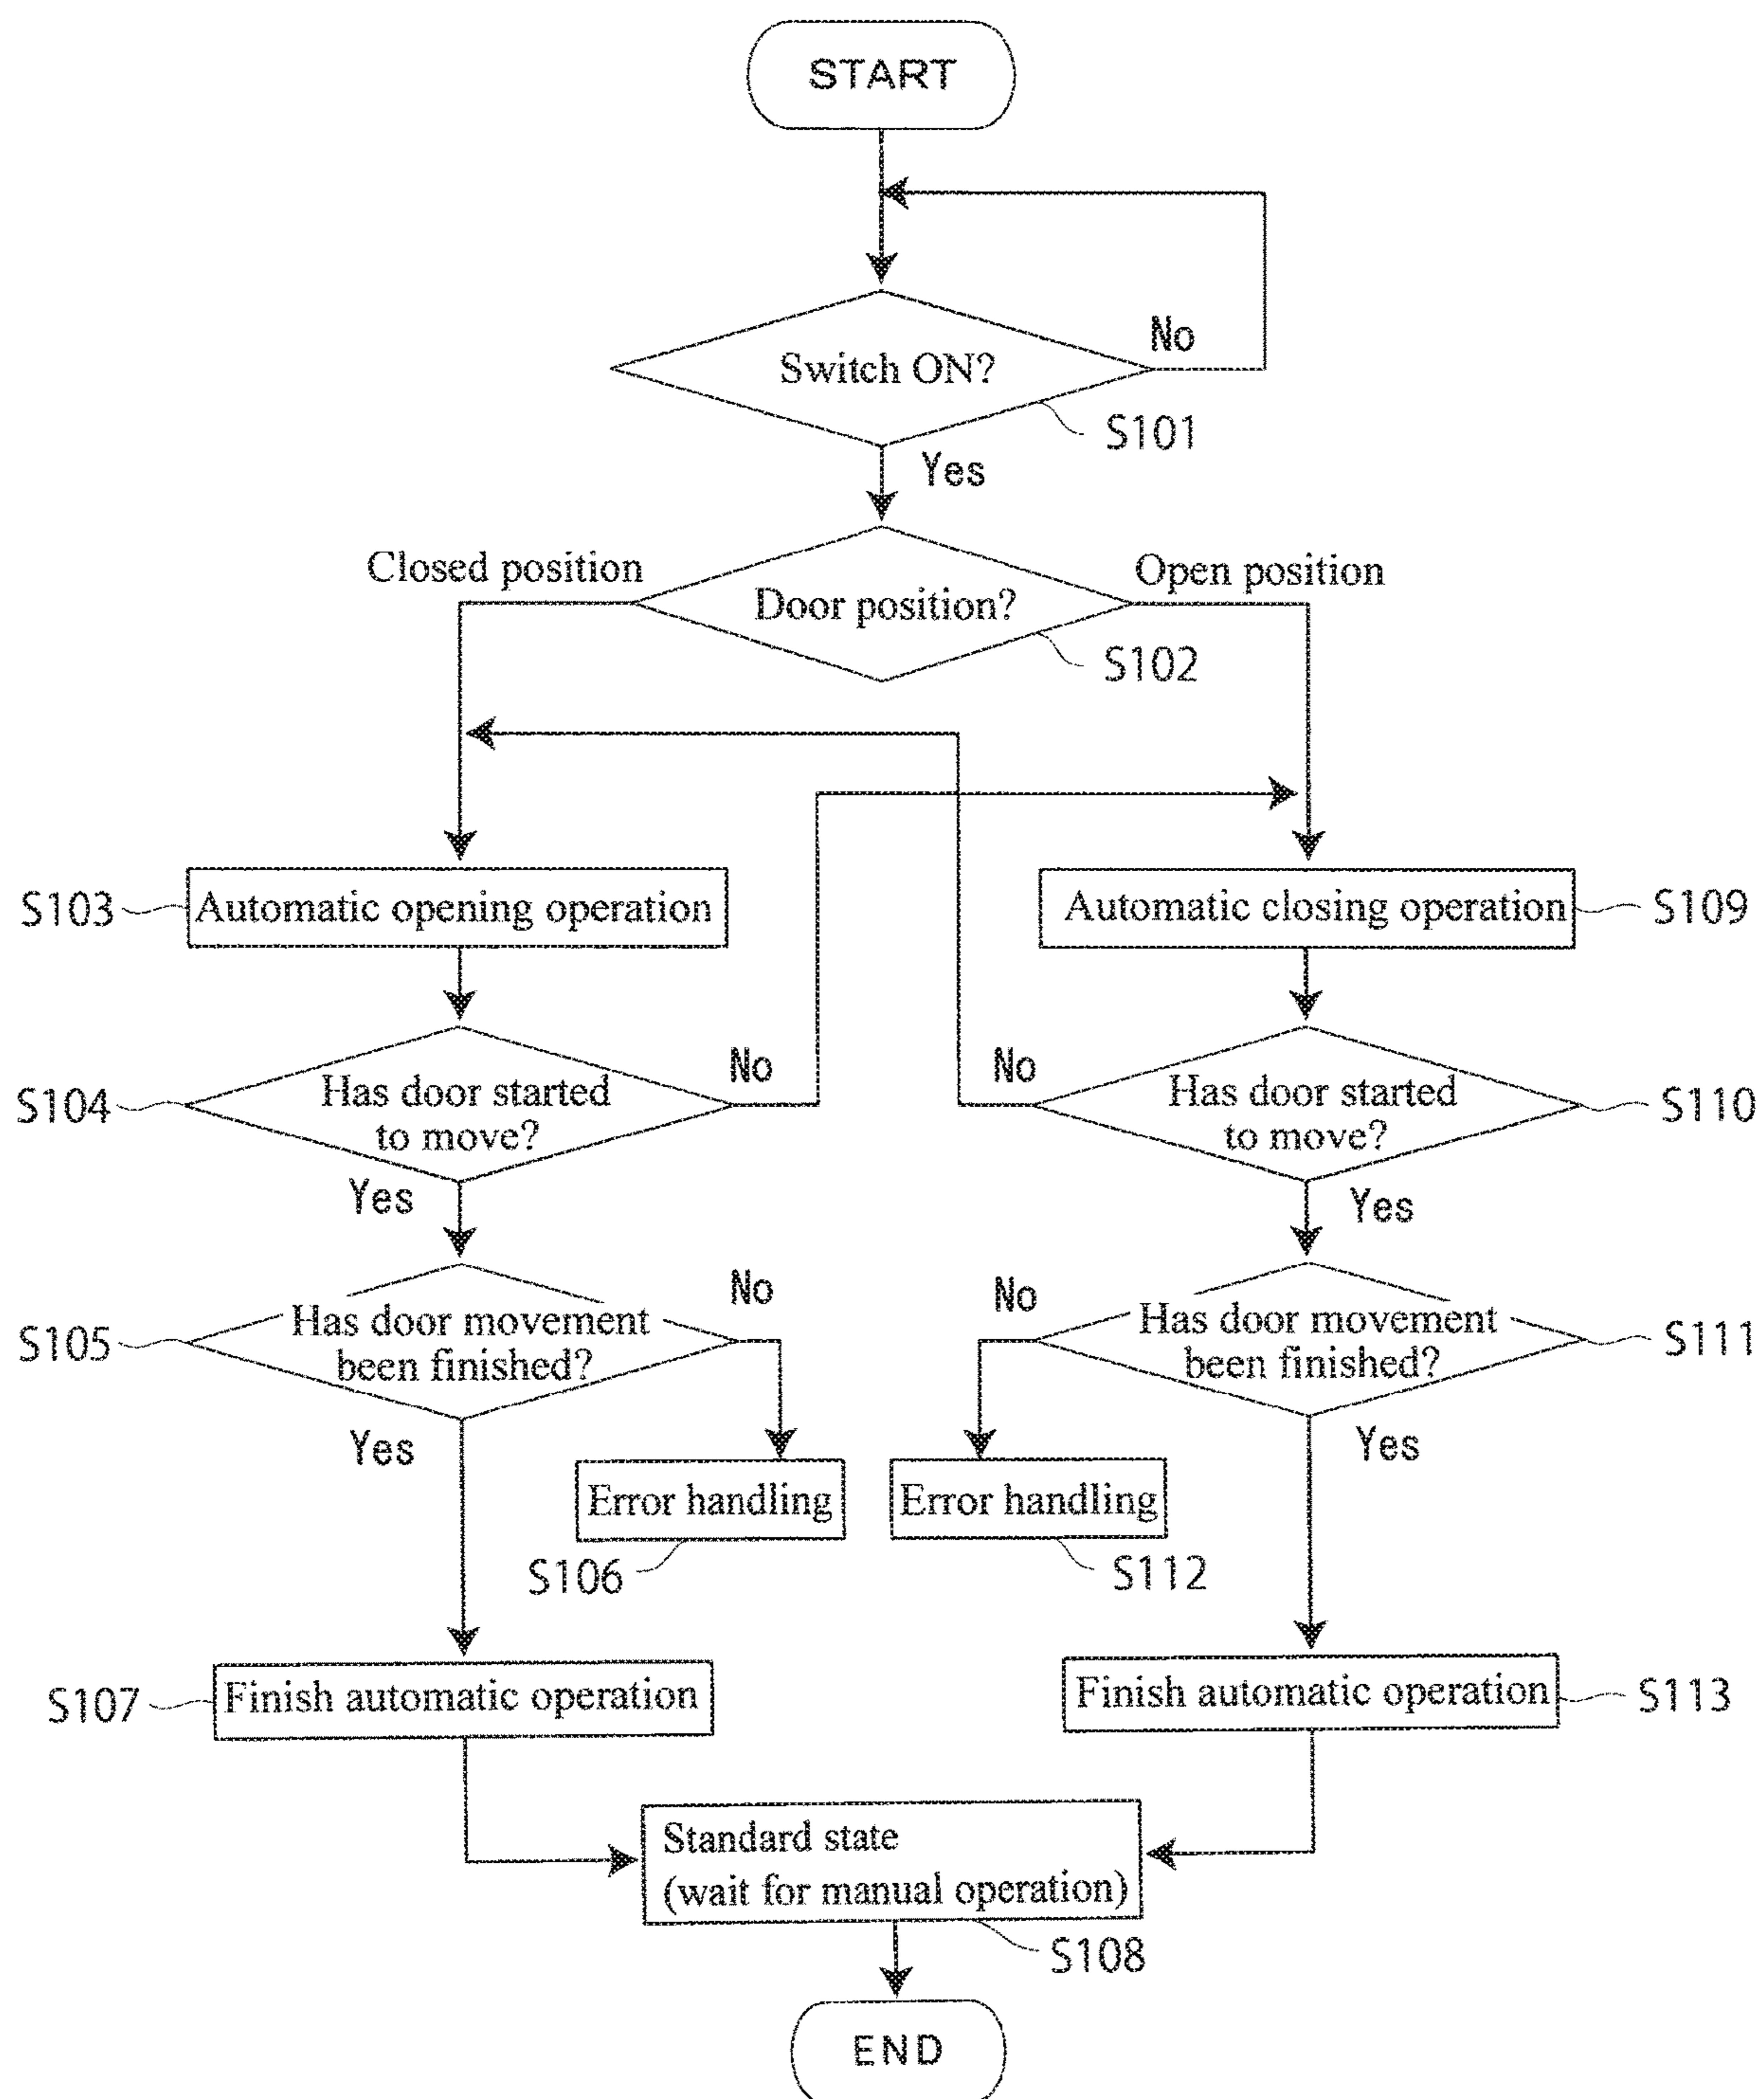 START
No
Switch ON?
S101
Yes
Closed position
Open position
Door position?
S102
S103
Automatic opening operation
Automatic closing operation
S109
No
No
S104
Has door started
to move?
Has door started
to move?
S110
Yes
Yes
No
No
S105
Has door movement
been finished?
Has door movement
been finished?
S111
Yes
Yes
Error handling
Error handling
S106
S112
S107
Finish automatic operation
Finish automatic operation
S113
Standard state
(wait for manual operation)
S108
END